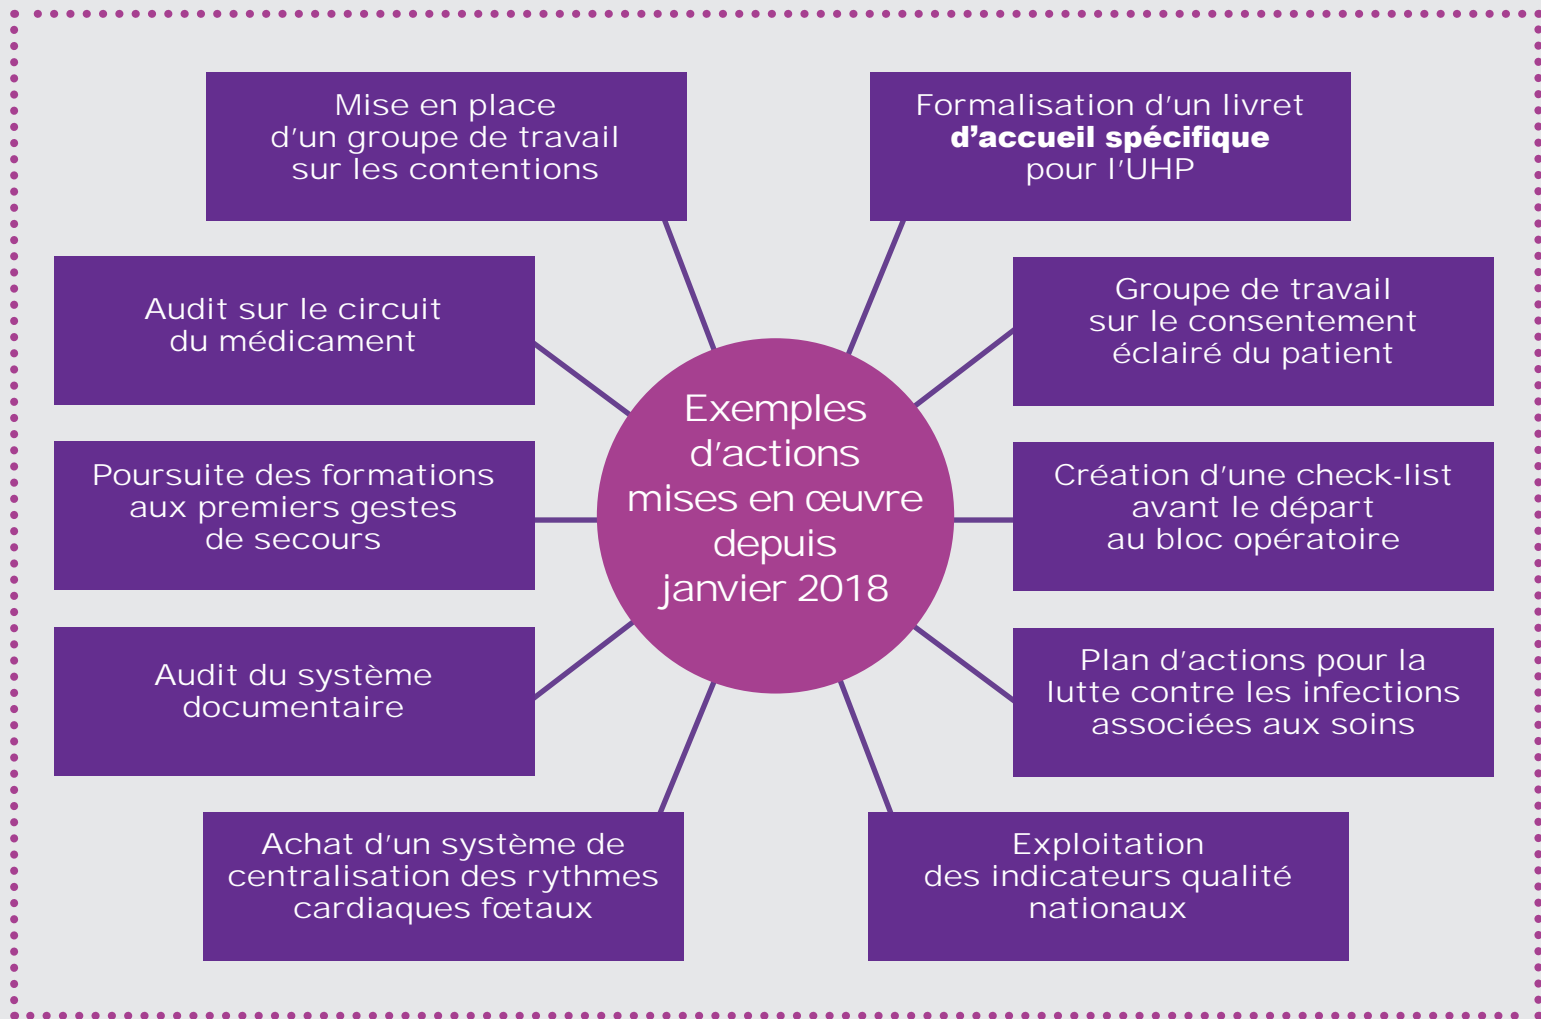 Mise en place
d'un groupe de travail
sur les contentions
Formalisation d'un livret
d’accueil spécifique
pour l'UHP
Audit sur le circuit
du médicament
Groupe de travail
sur le consentement
éclairé du patient
Exemples
d'actions
mises en œuvre
depuis
janvier 2018
Poursuite des formations
aux premiers gestes
de secours
Création d'une check-list
avant le départ
au bloc opératoire
Audit du système
documentaire
Plan d'actions pour la
lutte contre les infections
associées aux soins
Achat d'un système de
centralisation des rythmes
cardiaques fœtaux
Exploitation
des indicateurs qualité
nationaux